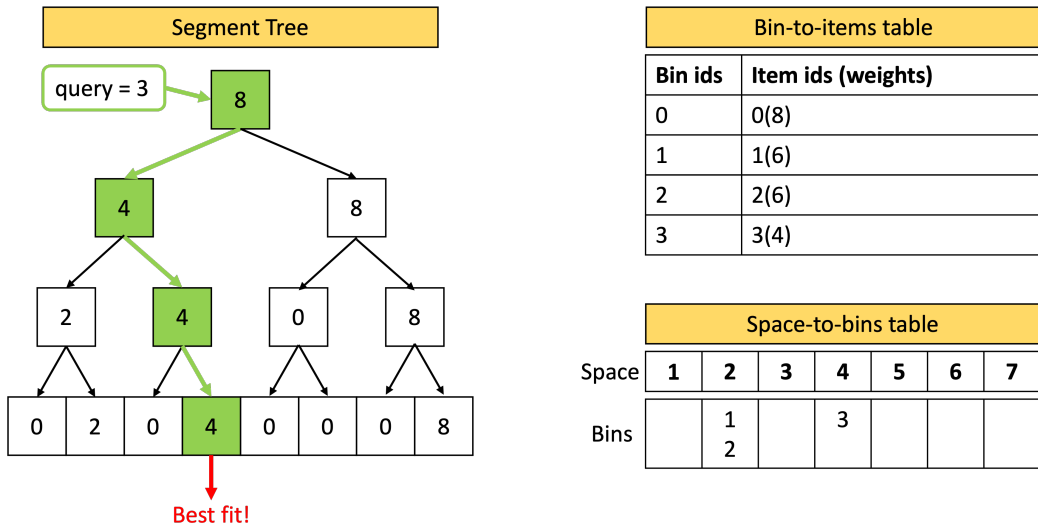 Segment Tree
query = 3
8
4
8
2
4
0
8
0 2 0 4 0 0 0 8
Best fit!
Bin-to-items table
Bin ids Item ids (weights)
0 0(8)
1 1(6)
2 2(6)
3 3(4)
Space-to-bins table
Space 1 2 3 4 5 6 7
Bins 1 3
2